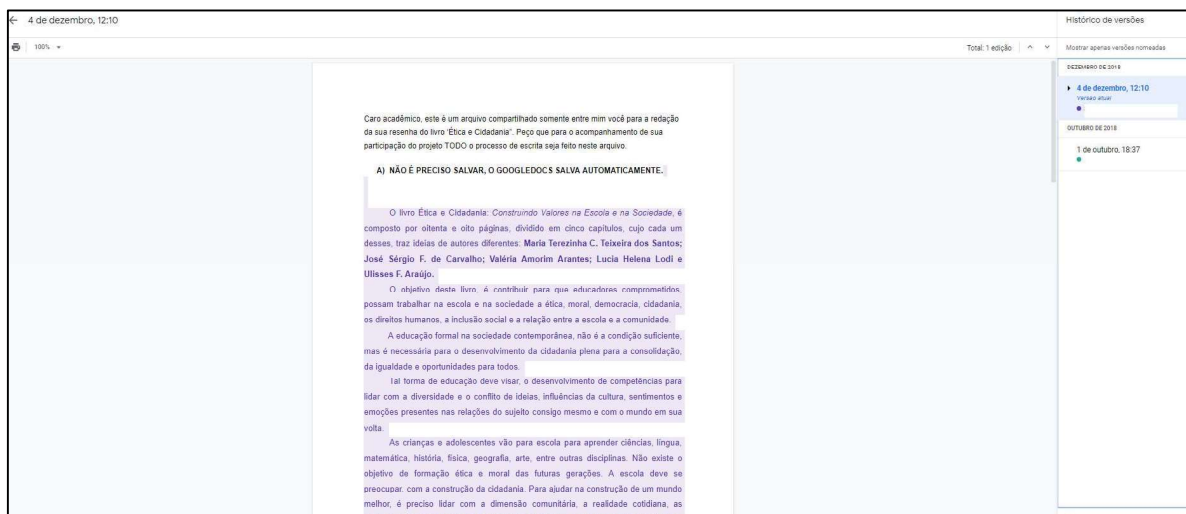 ← 4 de dezembro, 12:10
Histórico de versões
100%
Total: 1 edição
Mostrar apenas versões nomeadas
DEZEMBRO DE 2018
4 de dezembro, 12:10
Versão atual
OUTUBRO DE 2018
1 de outubro, 18:37
Caro acadêmico, este é um arquivo compartilhado somente entre mim você para a redação
da sua resenha do livro 'Ética e Cidadania". Peço que para o acompanhamento de sua
participação do projeto TODO o processo de escrita seja feito neste arquivo.
A) NÃO É PRECISO SALVAR, O GOOGLEDOCS SALVA AUTOMATICAMENTE.
O livro Ética e Cidadania: Construindo Valores na Escola e na Sociedade, é
composto por oitenta e oito páginas, dividido em cinco capítulos, cujo cada um
desses, traz ideias de autores diferentes: Maria Terezinha C. Teixeira dos Santos;
José Sérgio F. de Carvalho; Valéria Amorim Arantes; Lucia Helena Lodi e
Ulisses F. Araújo.
O objetivo deste livro, é contribuir para que educadores comprometidos,
possam trabalhar na escola e na sociedade a ética, moral, democracia, cidadania,
os direitos humanos, a inclusão social e a relação entre a escola e a comunidade.
A educação formal na sociedade contemporânea, não é a condição suficiente,
mas é necessária para o desenvolvimento da cidadania plena para a consolidação,
da igualdade e oportunidades para todos.
Tal forma de educação deve visar, o desenvolvimento de competências para
lidar com a diversidade e o conflito de ideias, influências da cultura, sentimentos e
emoções presentes nas relações do sujeito consigo mesmo e com o mundo em sua
volta.
As crianças e adolescentes vão para escola para aprender ciências, língua,
matemática, história, física, geografia, arte, entre outras disciplinas. Não existe o
objetivo de formação ética e moral das futuras gerações. A escola deve se
preocupar. com a construção da cidadania. Para ajudar na construção de um mundo
melhor, é preciso lidar com a dimensão comunitária, a realidade cotidiana, as